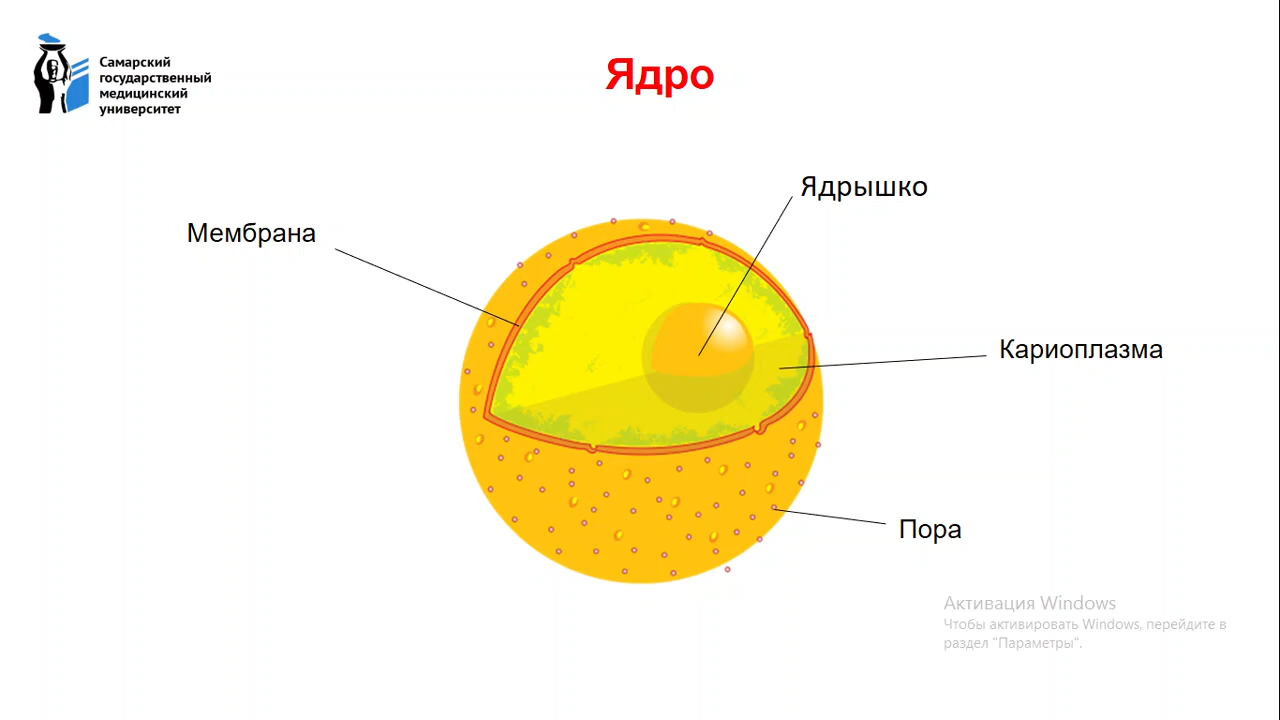 Самарский
государственный
медицинский
университет
Ядро
Ядрышко
Мембрана
Кариоплазма
Пора
Активация Windows
Чтобы активировать Windows, перейдите в
раздел "Параметры".